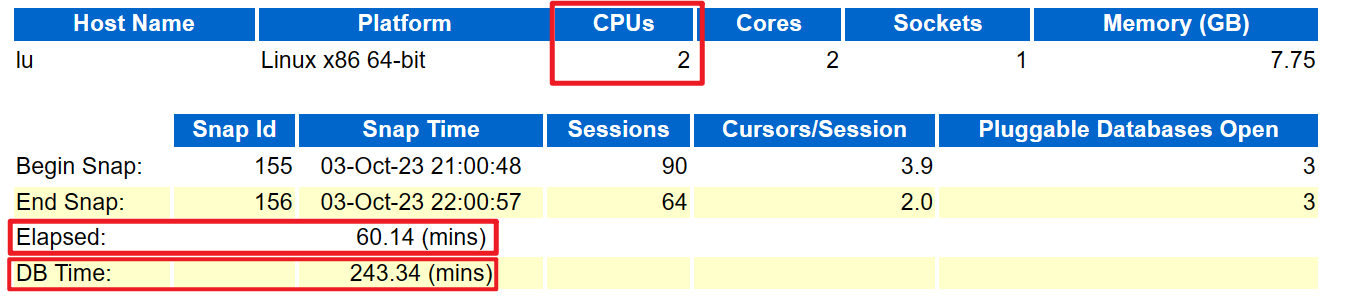 Host Name Platform CPUs Cores Sockets Memory (GB)
lu Linux x86 64-bit 2 2 1 7.75
Snap Id Snap Time Sessions Cursors/Session Pluggable Databases Open
Begin Snap: 155 03-Oct-23 21:00:48 90 3.9 3
End Snap: 156 03-Oct-23 22:00:57 64 2.0 3
Elapsed: 60.14 (mins)
DB Time: 243.34 (mins)